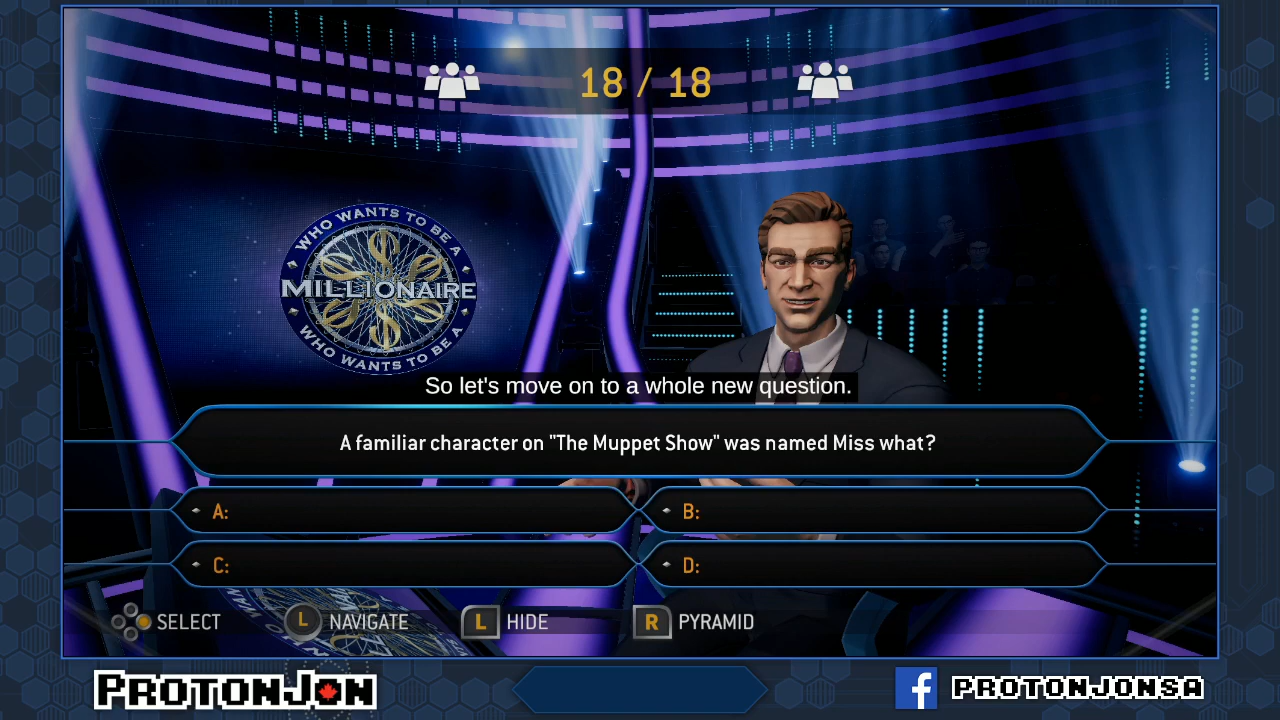 18 / 18
WHO WANTS TO BE A
MILLIONAIRE
WHO WANTS TO BE A
So let's move on to a whole new question.
A familiar character on "The Muppet Show" was named Miss what?
A:
B:
C:
D:
SELECT
L NAVIGATE
L HIDE
R PYRAMID
PROTONJON
f PROTONJONSA